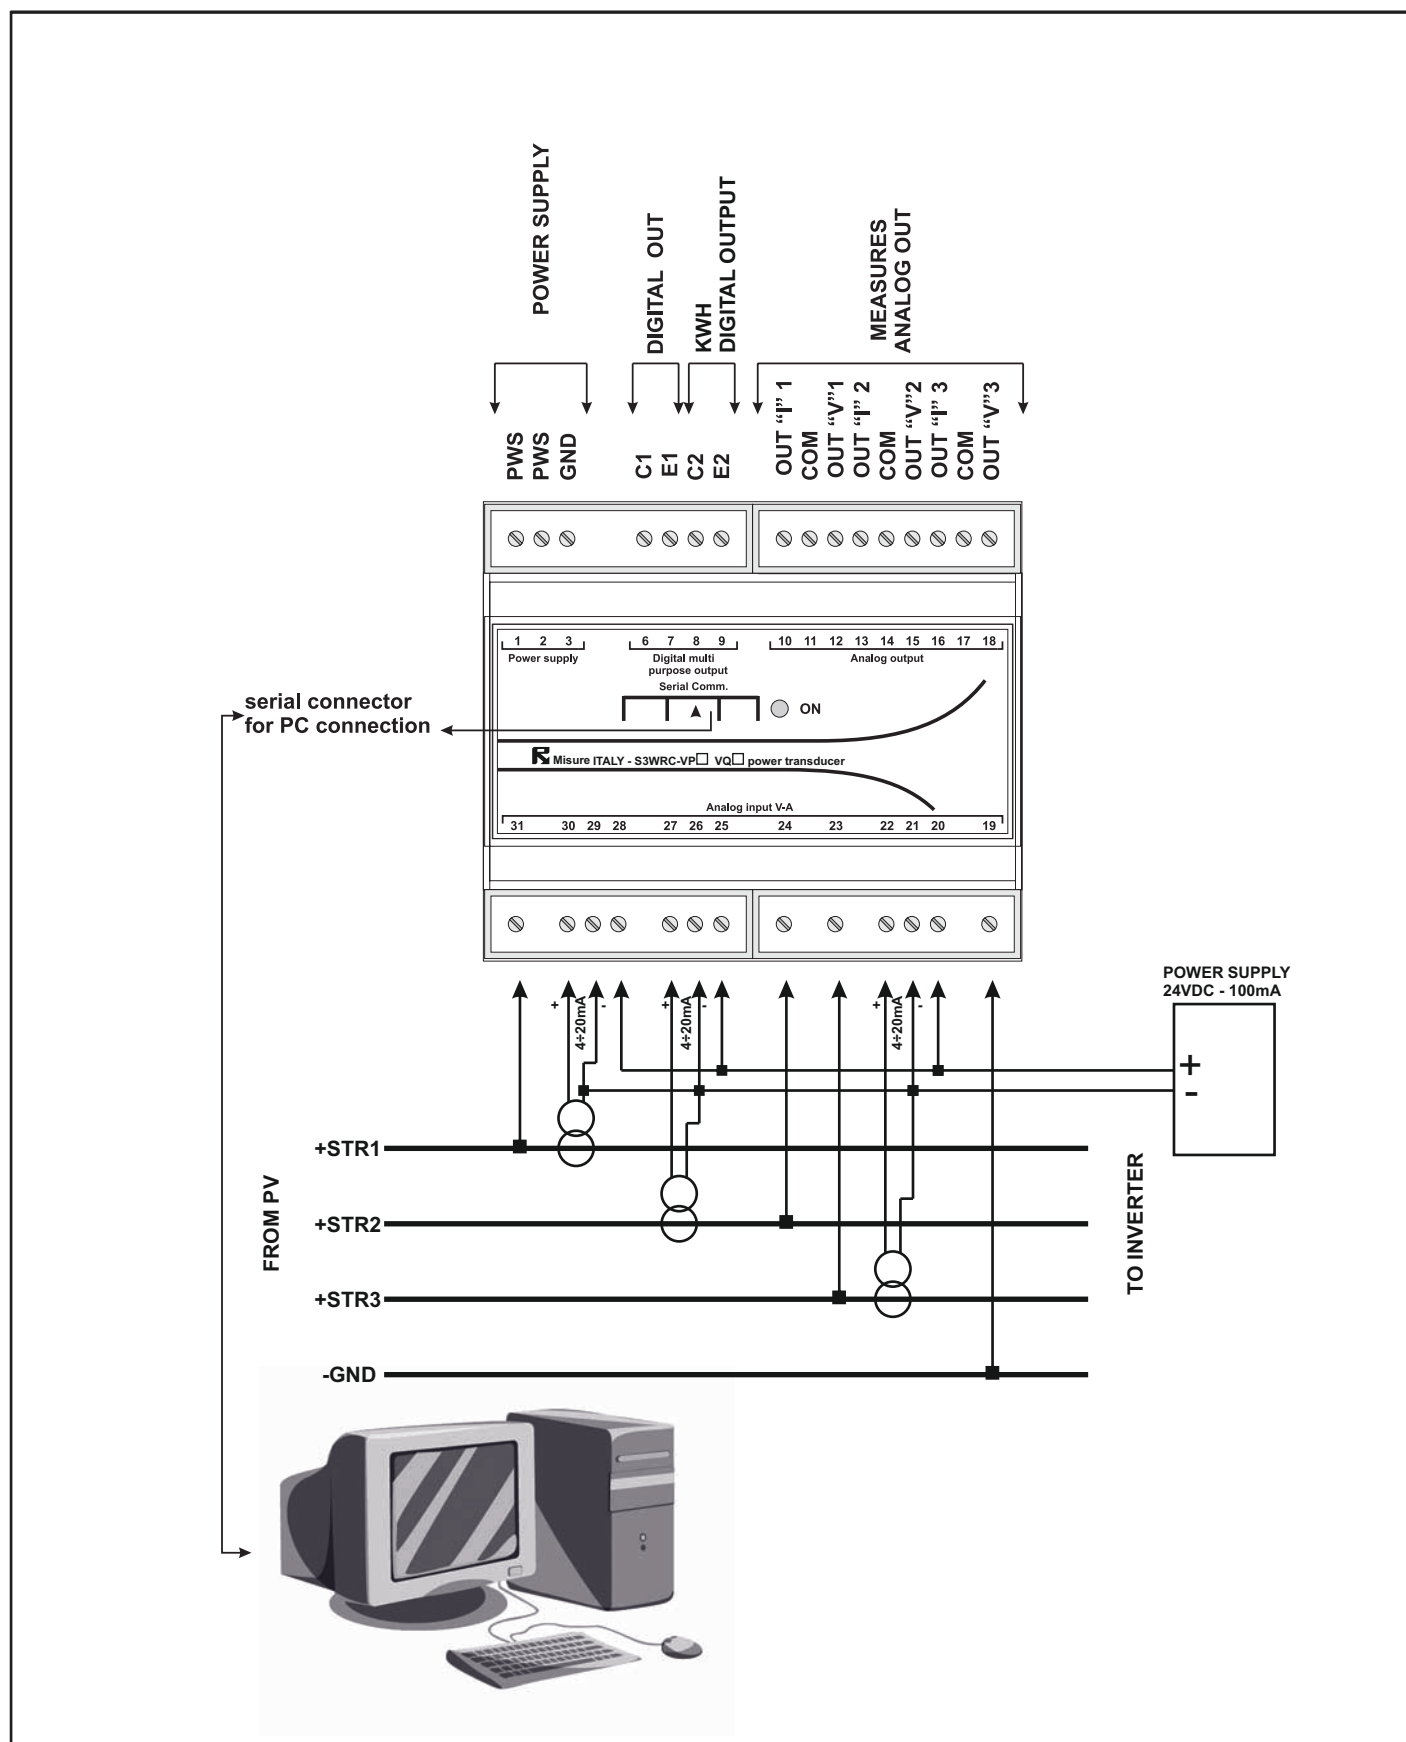 POWER SUPPLY
DIGITAL OUT
KWH
DIGITAL OUTPUT
MEASURES
ANALOG OUT
PWS
PWS
GND
C1
E1
C2
E2
OUT “I” 1
COM
OUT “V”1
OUT “I” 2
COM
OUT “V”2
OUT “I” 3
COM
OUT “V”3
1 2 3 6 7 8 9 10 11 12 13 14 15 16 17 18
Power supply
Digital multi
purpose output
Analog output
Serial Comm.
serial connector
for PC connection
ON
Misure ITALY - S3WRC-VP VQ power transducer
Analog input V-A
31 30 29 28 27 26 25 24 23 22 21 20 19
POWER SUPPLY
24VDC - 100mA
+ 4÷20mA -
+ 4÷20mA -
+ 4÷20mA -
+
-
FROM PV
+STR1
+STR2
+STR3
-GND
TO INVERTER